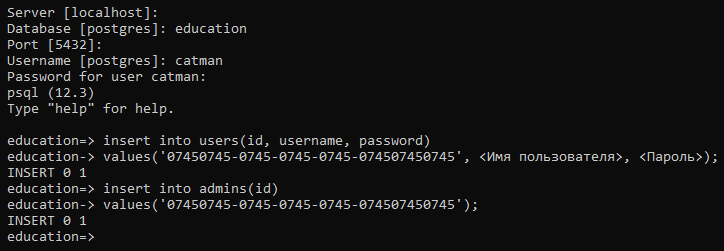 Server [localhost]:
Database [postgres]: education
Port [5432]:
Username [postgres]: catman
Password for user catman:
psql (12.3)
Type "help" for help.
education=> insert into users(id, username, password)
education-> values('07450745-0745-0745-0745-074507450745', <Имя пользователя>, <Пароль>);
INSERT 0 1
education=> insert into admins(id)
education-> values('07450745-0745-0745-0745-074507450745');
INSERT 0 1
education=>